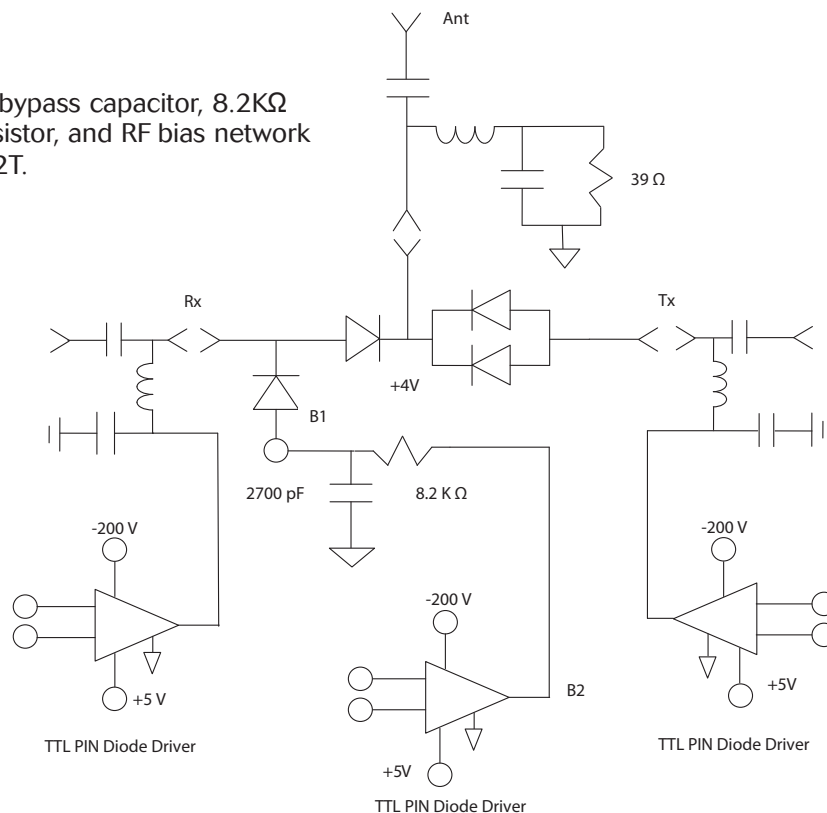 Ant
bypass capacitor, 8.2KΩ
sistor, and RF bias network
2T.
39 Ω
Rx
Tx
+4V
B1
2700 pF
8.2 K Ω
-200 V
-200 V
-200 V
+5 V
B2
+5V
+5V
TTL PIN Diode Driver
TTL PIN Diode Driver
TTL PIN Diode Driver